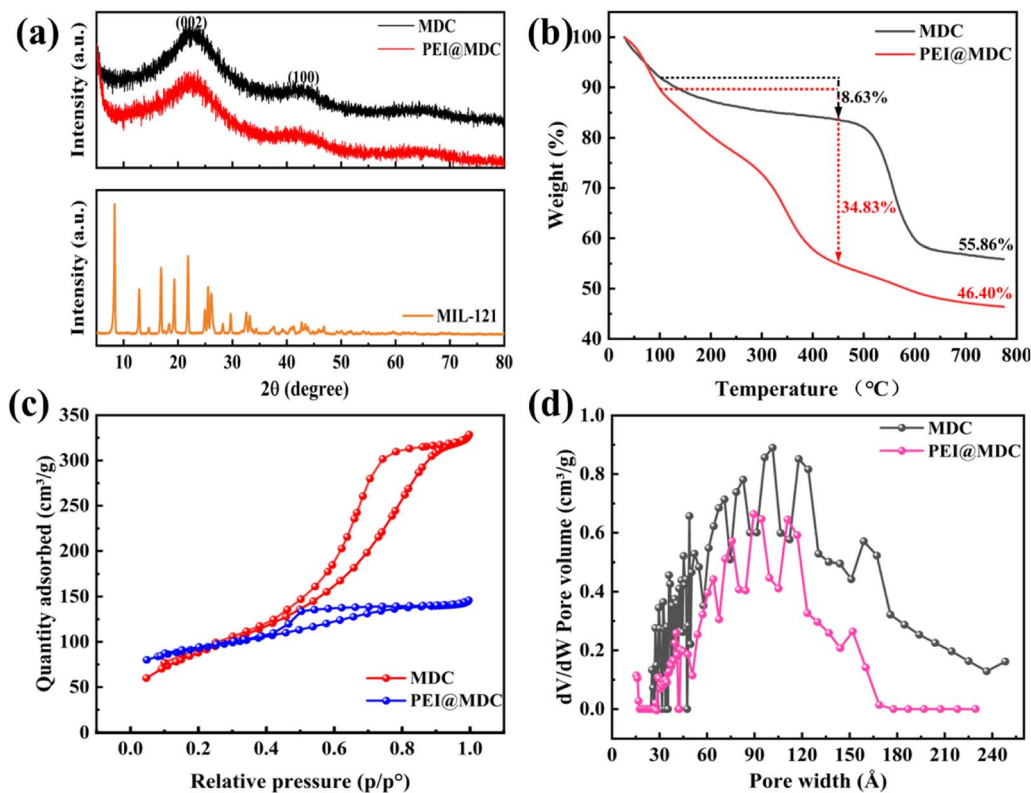 (a)
(002)
(100)
MDC
PEI@MDC
Intensity (a.u.)
Intensity (a.u.)
MIL-121
10 20 30 40 50 60 70 80
2θ (degree)
(b)
MDC
PEI@MDC
100
90
80
70
60
50
40
Weight (%)
8.63%
34.83%
55.86%
46.40%
0 100 200 300 400 500 600 700 800
Temperature （°C）
(c)
350
300
250
200
150
100
50
0
Quantity adsorbed (cm³/g)
MDC
PEI@MDC
0.0 0.2 0.4 0.6 0.8 1.0
Relative pressure (p/p°)
(d)
1.0
0.8
0.6
0.4
0.2
0.0
dV/dW Pore volume (cm³/g)
MDC
PEI@MDC
0 30 60 90 120 150 180 210 240
Pore width (Å)